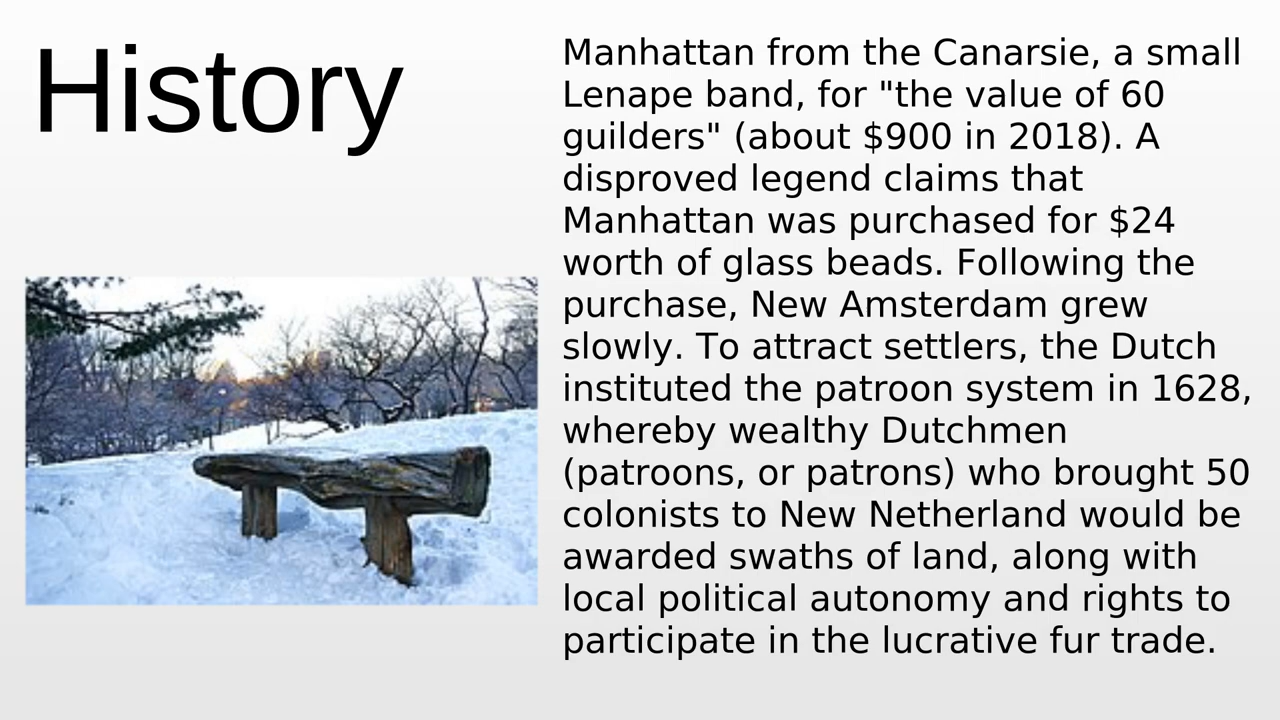 History
Manhattan from the Canarsie, a small
Lenape band, for "the value of 60
guilders" (about $900 in 2018). A
disproved legend claims that
Manhattan was purchased for $24
worth of glass beads. Following the
purchase, New Amsterdam grew
slowly. To attract settlers, the Dutch
instituted the patroon system in 1628,
whereby wealthy Dutchmen
(patroons, or patrons) who brought 50
colonists to New Netherland would be
awarded swaths of land, along with
local political autonomy and rights to
participate in the lucrative fur trade.